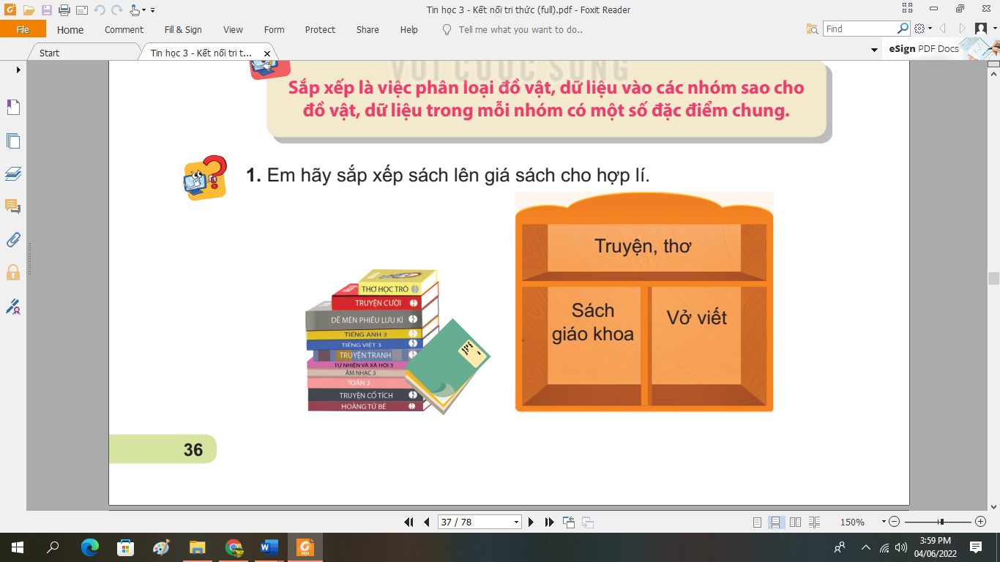 Tin học 3 - Kết nối tri thức (full).pdf - Foxit Reader
File Home Comment Fill & Sign View Form Protect Share Help Tell me what you want to do.. Find
Start Tin học 3 - Kết nối tri t... x eSign PDF Docs
VỚI CUỘC SỐNG
Sắp xếp là việc phân loại đồ vật, dữ liệu vào các nhóm sao cho
đồ vật, dữ liệu trong mỗi nhóm có một số đặc điểm chung.
1. Em hãy sắp xếp sách lên giá sách cho hợp lí.
THƠ HỌC TRÒ
TRUYỆN CƯỜI
DẾ MÈN PHIÊU LƯU KÍ
TIẾNG ANH 3
TIẾNG VIỆT 3
TRUYỆN TRANH
TỰ NHIÊN VÀ XÃ HỘI 3
ÂM NHẠC 3
TOÁN 3
TRUYỆN CỔ TÍCH
HOÀNG TỬ BÉ
Truyện, thơ
Sách
giáo khoa
Vở viết
36
37 / 78
150%
3:59 PM
04/06/2022